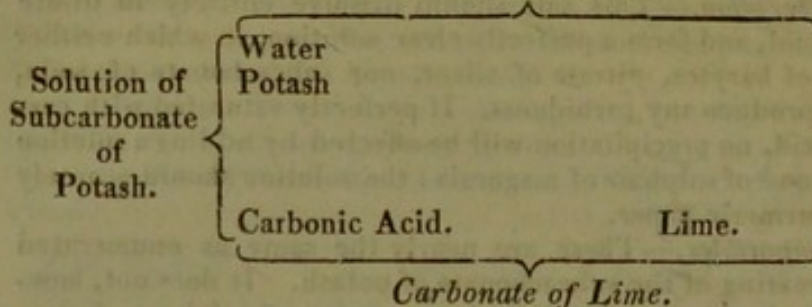 Water
Solution of Potash
Subcarbonate
of
Potash.
Carbonic Acid. Lime.
Carbonate of Lime.